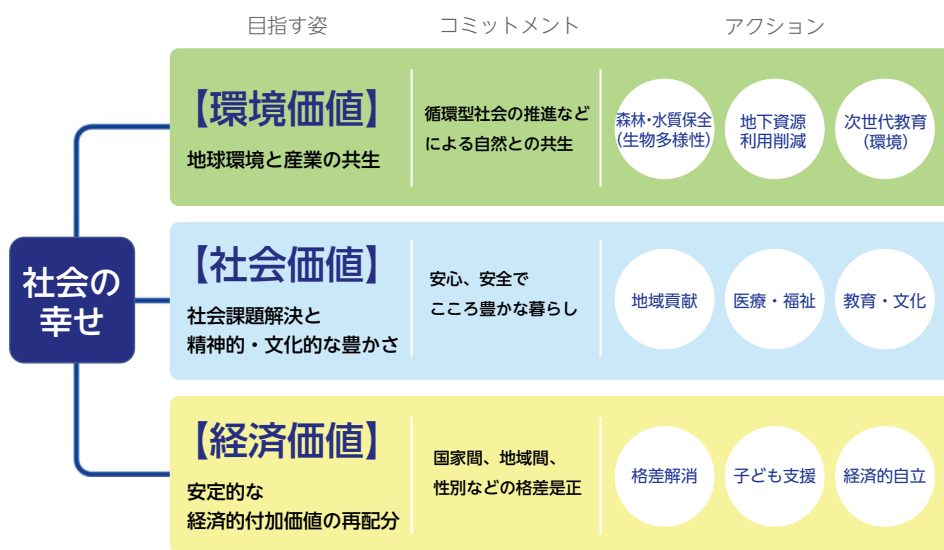 目指す姿
コミットメント
アクション
社会の
幸せ
【環境価値】
地球環境と産業の共生
循環型社会の推進など
による自然との共生
森林・水質保全
(生物多様性)
地下資源
利用削減
次世代教育
(環境)
【社会価値】
社会課題解決と
精神的・文化的な豊かさ
安心、安全で
こころ豊かな暮らし
地域貢献
医療・福祉
教育・文化
【経済価値】
安定的な
経済的付加価値の再配分
国家間、地域間、
性別などの格差是正
格差解消
子ども支援
経済的自立